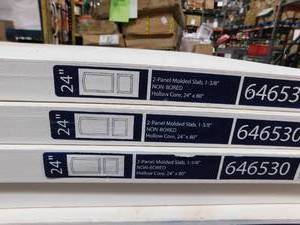 24"
2-Panel Molded Slab, 1-3/8"
NON-BORED
Hollow Core, 24" x 80"
64653
24"
2-Panel Molded Slab, 1-3/8"
NON-BORED
Hollow Core, 24" x 80"
646530
24"
2-Panel Molded Slab, 1-3/8"
NON-BORED
Hollow Core, 24" x 80"
646530